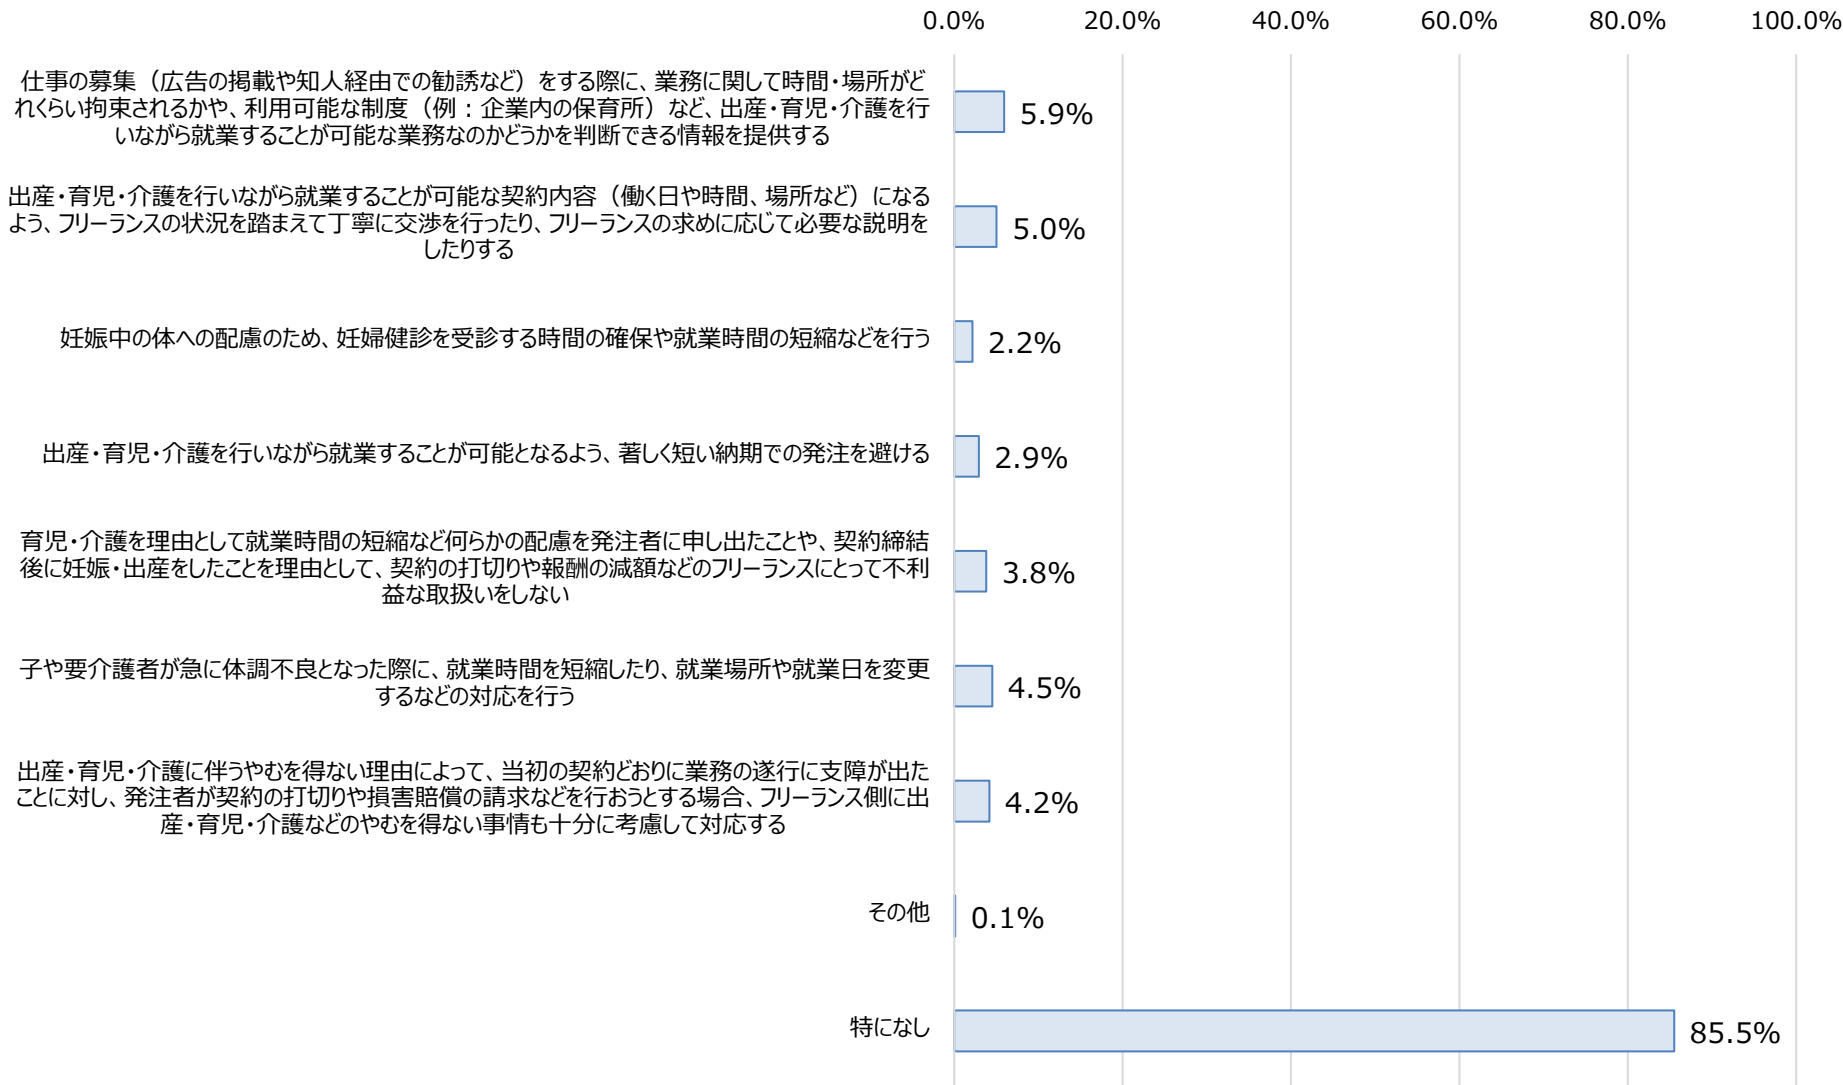 0.0% 20.0% 40.0% 60.0% 80.0% 100.0%
仕事の募集（広告の掲載や知人経由での勧誘など）をする際に、業務に関して時間・場所がど
れくらい拘束されるかや、利用可能な制度（例：企業内の保育所）など、出産・育児・介護を行
いながら就業することが可能な業務なのかどうかを判断できる情報を提供する
5.9%
出産・育児・介護を行いながら就業することが可能な契約内容（働く日や時間、場所など）になる
よう、フリーランスの状況を踏まえて丁寧に交渉を行ったり、フリーランスの求めに応じて必要な説明を
したりする
5.0%
妊娠中の体への配慮のため、妊婦健診を受診する時間の確保や就業時間の短縮などを行う
2.2%
出産・育児・介護を行いながら就業することが可能となるよう、著しく短い納期での発注を避ける
2.9%
育児・介護を理由として就業時間の短縮など何らかの配慮を発注者に申し出たことや、契約締結
後に妊娠・出産をしたことを理由として、契約の打切りや報酬の減額などのフリーランスにとって不利
益な取扱いをしない
3.8%
子や要介護者が急に体調不良となった際に、就業時間を短縮したり、就業場所や就業日を変更
するなどの対応を行う
4.5%
出産・育児・介護に伴うやむを得ない理由によって、当初の契約どおりに業務の遂行に支障が出た
ことに対し、発注者が契約の打切りや損害賠償の請求などを行おうとする場合、フリーランス側に出
産・育児・介護などのやむを得ない事情も十分に考慮して対応する
4.2%
その他
0.1%
特になし
85.5%